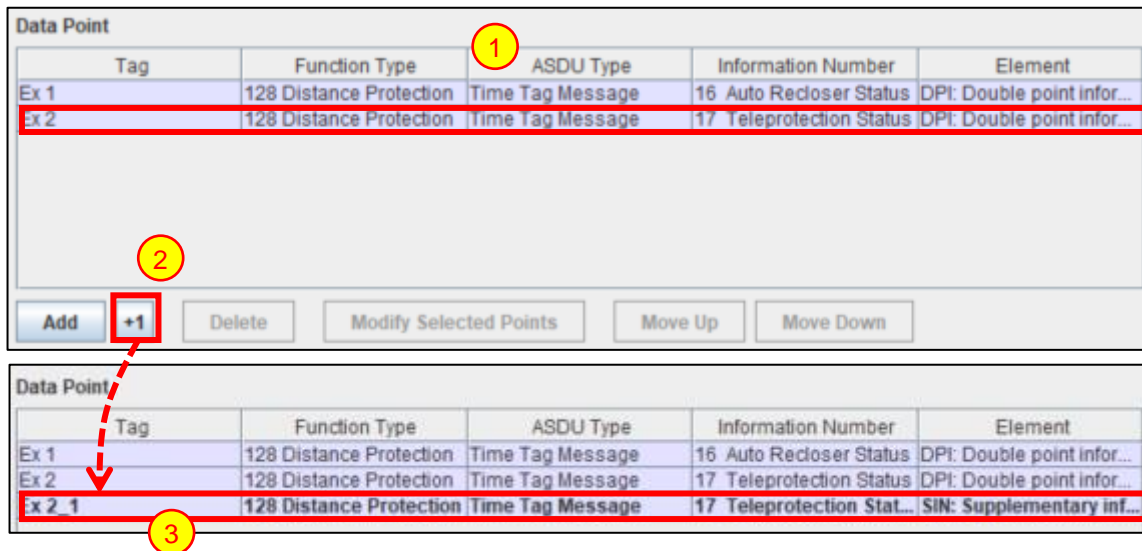 Data Point
1
Tag Function Type ASDU Type Information Number Element
Ex 1 128 Distance Protection Time Tag Message 16 Auto Recloser Status DPI: Double point infor...
Ex 2 128 Distance Protection Time Tag Message 17 Teleprotection Status DPI: Double point infor...
2
Add +1 Delete Modify Selected Points Move Up Move Down
Data Point
Tag Function Type ASDU Type Information Number Element
Ex 1 128 Distance Protection Time Tag Message 16 Auto Recloser Status DPI: Double point infor...
Ex 2 128 Distance Protection Time Tag Message 17 Teleprotection Status DPI: Double point infor...
Ex 2_1 128 Distance Protection Time Tag Message 17 Teleprotection Stat... SIN: Supplementary inf...
3